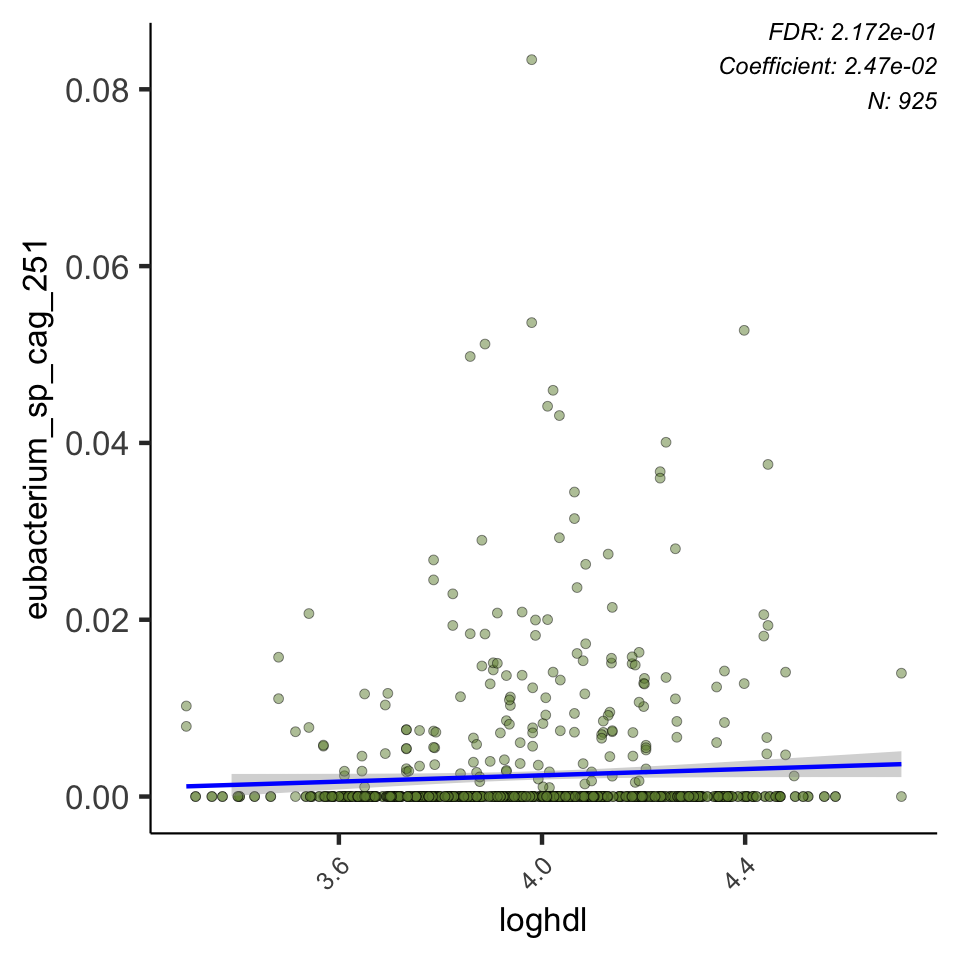 FDR: 2.172e-01
Coefficient: 2.47e-02
N: 925
0.08
0.06
0.04
0.02
0.00
eubacterium_sp_cag_251
3.6
4.0
4.4
loghdl